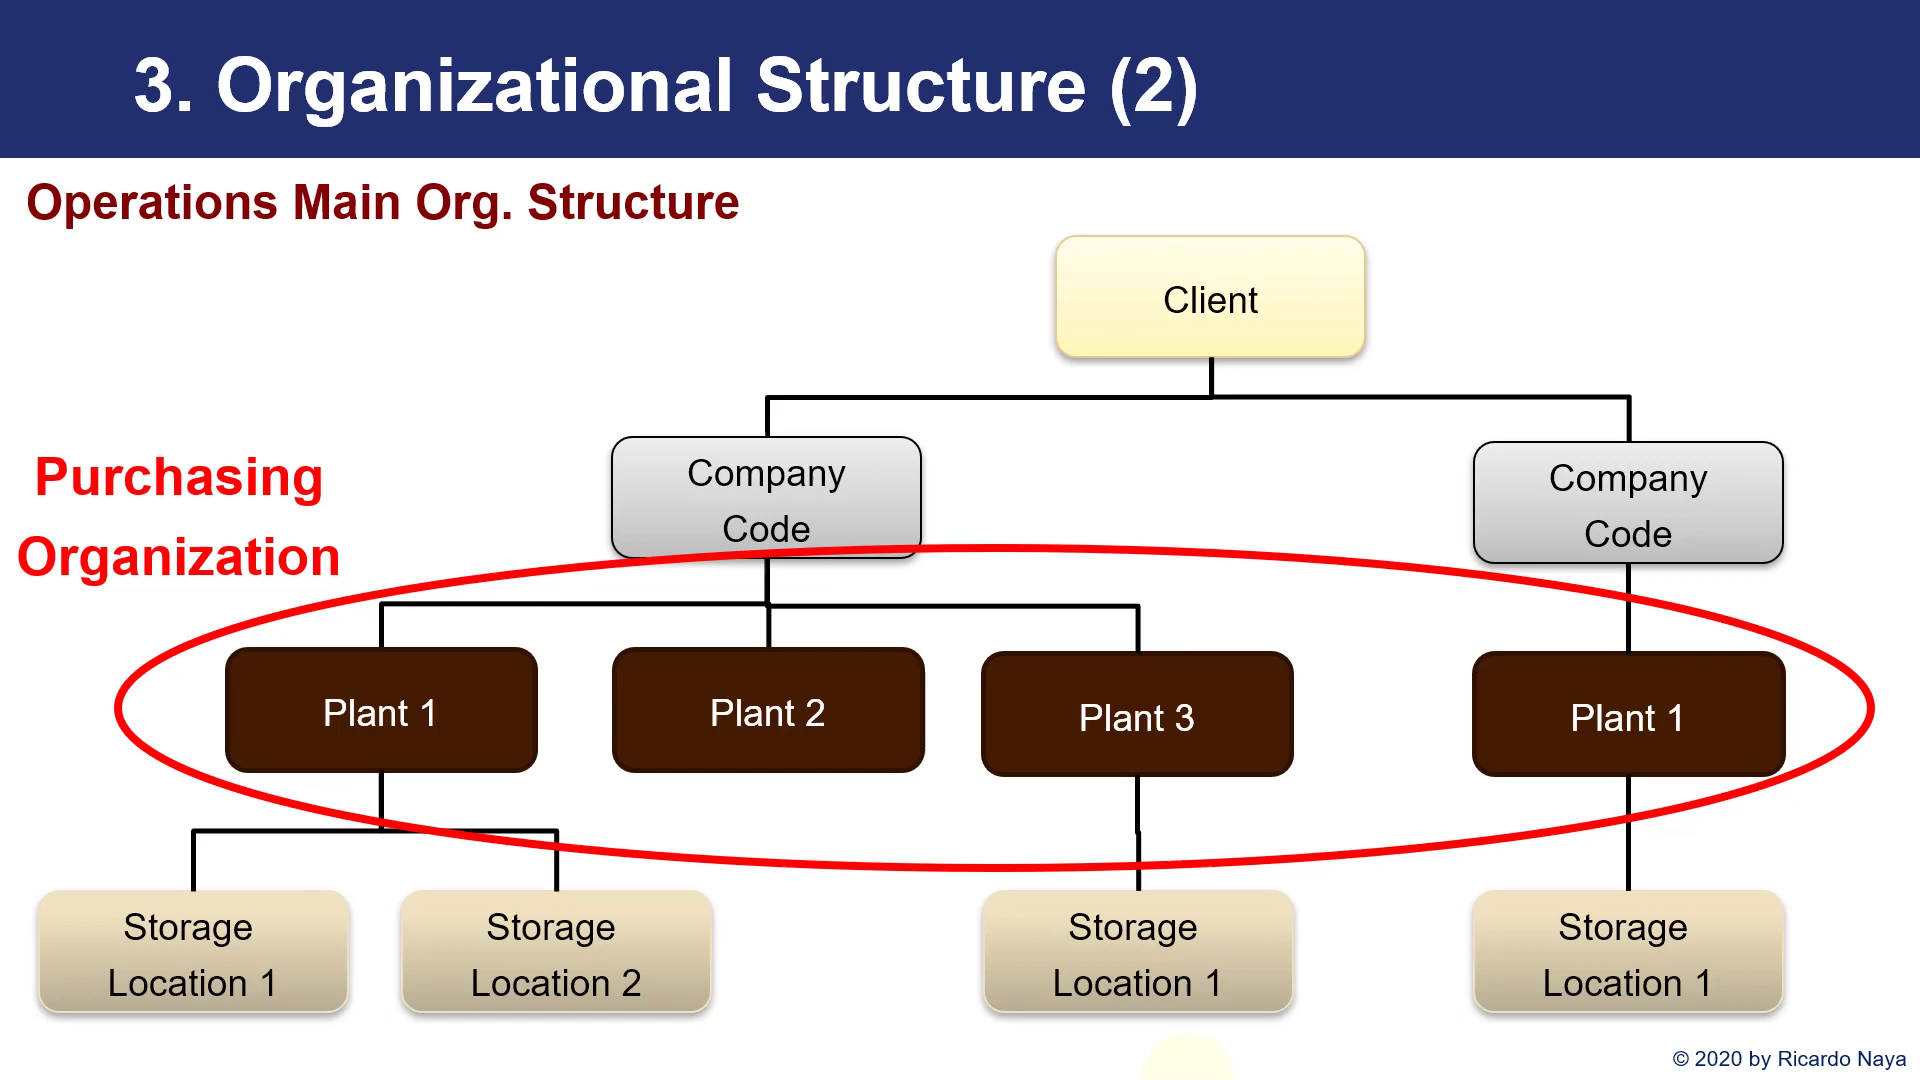 3. Organizational Structure (2)
Operations Main Org. Structure
Client
Purchasing
Organization
Company
Code
Company
Code
Plant 1
Plant 2
Plant 3
Plant 1
Storage
Location 1
Storage
Location 2
Storage
Location 1
Storage
Location 1
© 2020 by Ricardo Naya